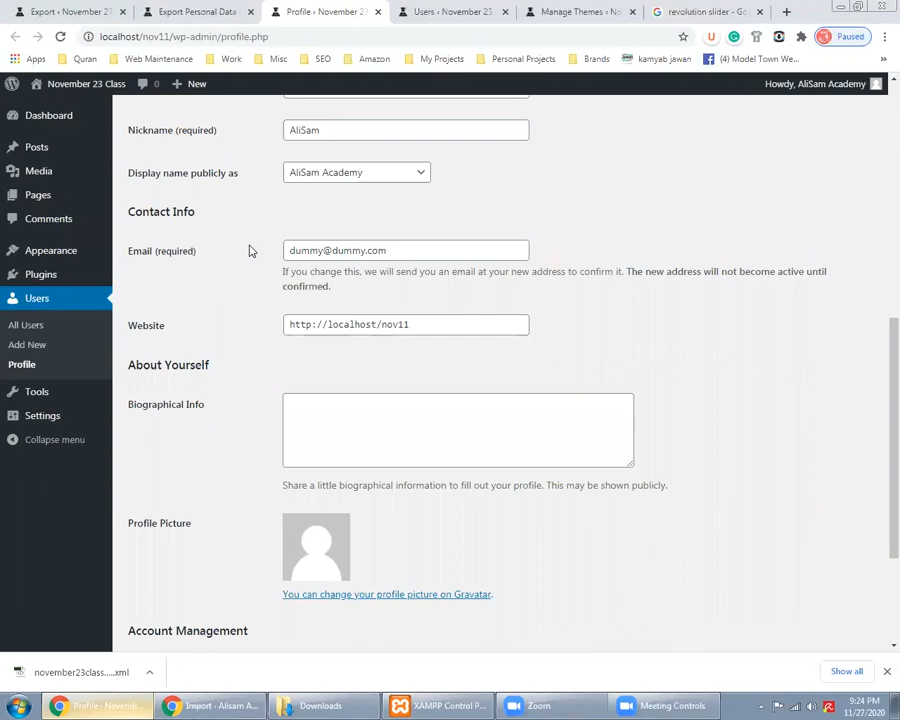 Export ‹ November 23
Export Personal Data
Profile ‹ November 23
Users ‹ November 23
Manage Themes ‹ No
revolution slider - Go
localhost/nov11/wp-admin/profile.php
Paused
Apps
Quran
Web Maintenance
Work
Misc
SEO
Amazon
My Projects
Personal Projects
Brands
kamyab jawan
(4) Model Town We...
November 23 Class
0
New
Howdy, AliSam Academy
Dashboard
Posts
Media
Pages
Comments
Appearance
Plugins
Users
All Users
Add New
Profile
Tools
Settings
Collapse menu
Nickname (required)
AliSam
Display name publicly as
AliSam Academy
Contact Info
Email (required)
dummy@dummy.com
If you change this, we will send you an email at your new address to confirm it. The new address will not become active until
confirmed.
Website
http://localhost/nov11
About Yourself
Biographical Info
Share a little biographical information to fill out your profile. This may be shown publicly.
Profile Picture
You can change your profile picture on Gravatar.
Account Management
november23class.....xml
Show all
Profile ‹ Novemb...
Import ‹ Alisam A...
Downloads
XAMPP Control P...
Zoom
Meeting Controls
9:24 PM
11/27/2020